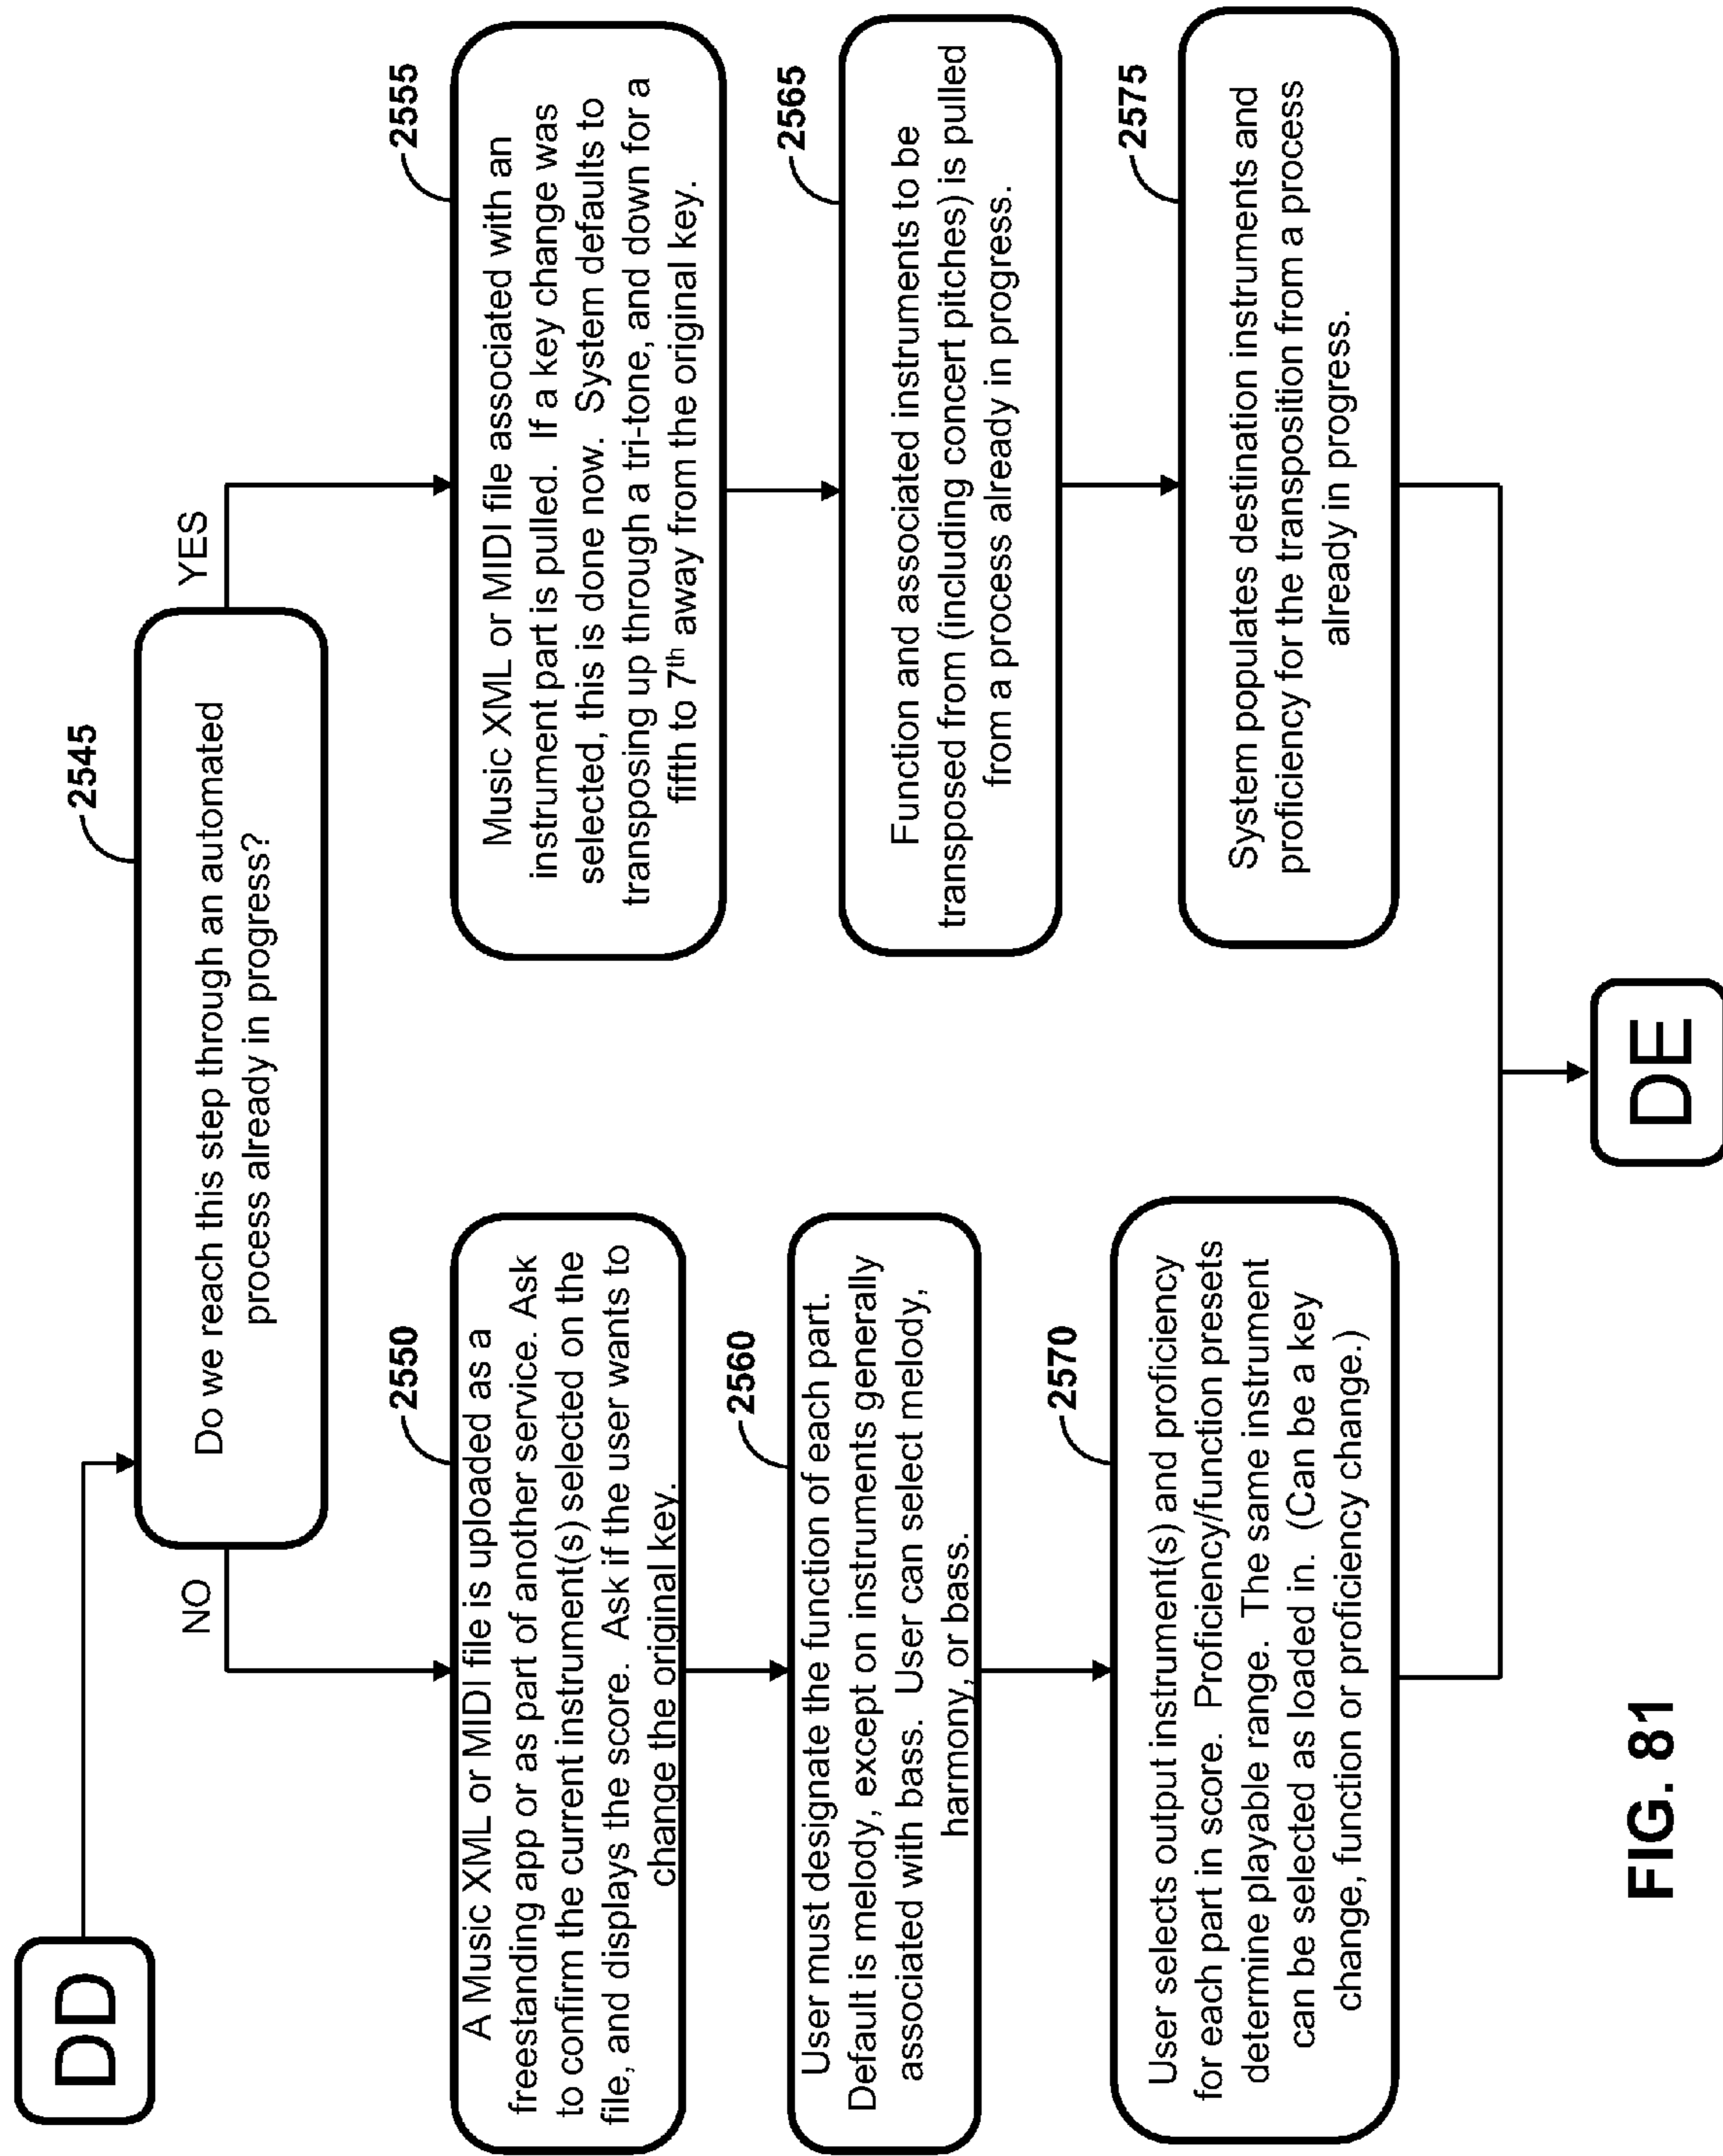 DD
2545
Do we reach this step through an automated
process already in progress?
NO
YES
2550
A Music XML or MIDI file is uploaded as a
freestanding app or as part of another service. Ask
to confirm the current instrument(s) selected on the
file, and displays the score.  Ask if the user wants to
change the original key.
2560
User must designate the function of each part.
Default is melody, except on instruments generally
associated with bass.  User can select melody,
harmony, or bass.
2570
User selects output instrument(s) and proficiency
for each part in score.  Proficiency/function presets
determine playable range.  The same instrument
can be selected as loaded in.  (Can be a key
change, function or proficiency change.)
2555
Music XML or MIDI file associated with an
instrument part is pulled.  If a key change was
selected, this is done now.  System defaults to
transposing up through a tri-tone, and down for a
fifth to 7th away from the original key.
2565
Function and associated instruments to be
transposed from (including concert pitches) is pulled
from a process already in progress.
2575
System populates destination instruments and
proficiency for the transposition from a process
already in progress.
DE
FIG. 81